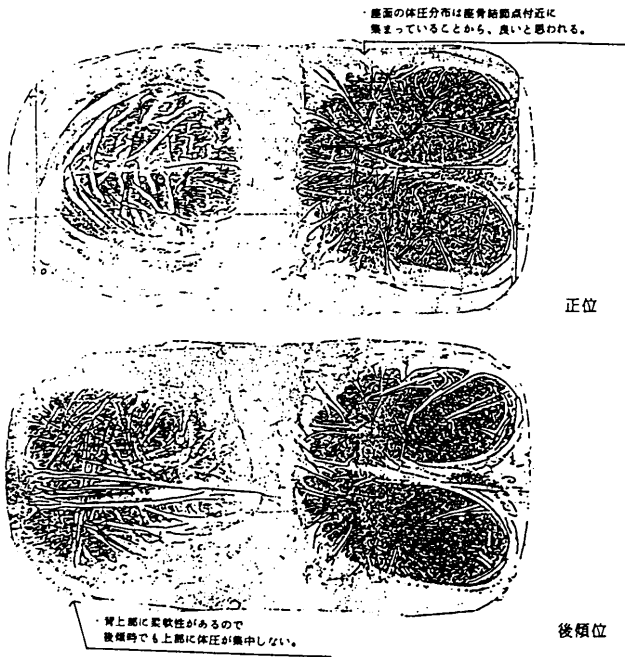 ・座面の体圧分布は座骨結節点付近に
集まっていることから、良いと思われる。
正位
・背上部に柔軟性があるので
後傾時でも上部に体圧が集中しない。
後傾位